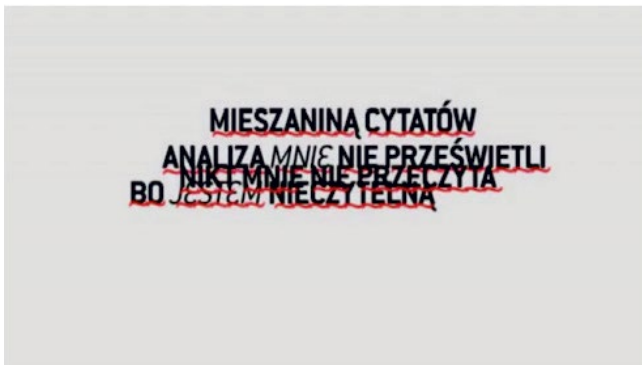 MIESZANINĄ CYTATÓW
ANALIZA MNIE NIE PRZEŚWIETLI
NIKT MNIE NIE PRZECZYTA
BO JESTEM NIECZYTELNĄ